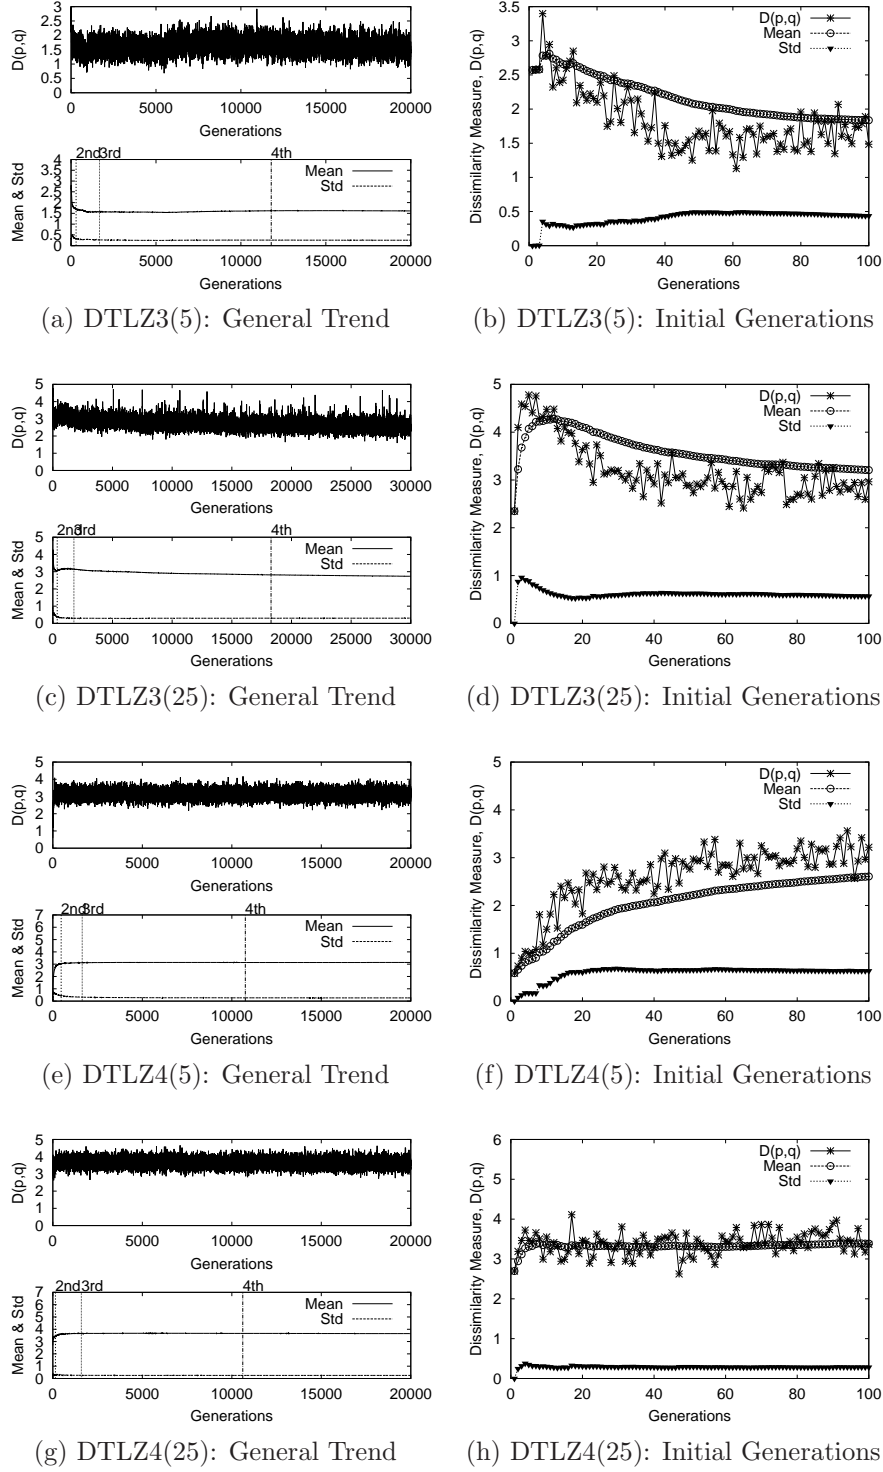 D(p,q)
3
2.5
2
1.5
1
0.5
0
0 5000 10000 15000 20000
Generations
Mean & Std
4
3.5
3
2.5
2
1.5
1
0.5
0
2nd 3rd 4th
Mean
Std
0 5000 10000 15000 20000
Generations
(a) DTLZ3(5): General Trend
Dissimilarity Measure, D(p,q)
3.5
3
2.5
2
1.5
1
0.5
0
D(p,q)
Mean
Std
0 20 40 60 80 100
Generations
(b) DTLZ3(5): Initial Generations
D(p,q)
5
4
3
2
1
0
0 5000 10000 15000 20000 25000 30000
Generations
Mean & Std
5
4
3
2
1
0
2nd 3rd 4th
Mean
Std
0 5000 10000 15000 20000 25000 30000
Generations
(c) DTLZ3(25): General Trend
Dissimilarity Measure, D(p,q)
5
4
3
2
1
0
D(p,q)
Mean
Std
0 20 40 60 80 100
Generations
(d) DTLZ3(25): Initial Generations
D(p,q)
5
4
3
2
1
0
0 5000 10000 15000 20000
Generations
Mean & Std
7
6
5
4
3
2
1
0
2nd 3rd 4th
Mean
Std
0 5000 10000 15000 20000
Generations
(e) DTLZ4(5): General Trend
Dissimilarity Measure, D(p,q)
5
4
3
2
1
0
D(p,q)
Mean
Std
0 20 40 60 80 100
Generations
(f) DTLZ4(5): Initial Generations
D(p,q)
5
4
3
2
1
0
0 5000 10000 15000 20000
Generations
Mean & Std
7
6
5
4
3
2
1
0
2nd 3rd 4th
Mean
Std
0 5000 10000 15000 20000
Generations
(g) DTLZ4(25): General Trend
Dissimilarity Measure, D(p,q)
6
5
4
3
2
1
0
D(p,q)
Mean
Std
0 20 40 60 80 100
Generations
(h) DTLZ4(25): Initial Generations